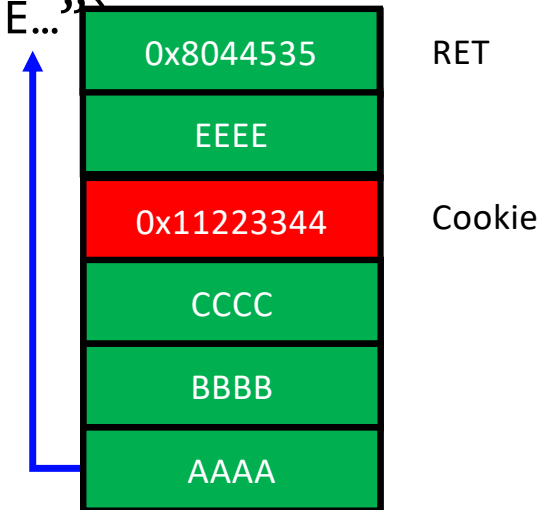 E…”)
0x8044535 RET
EEEE
0x11223344 Cookie
CCCC
BBBB
AAAA